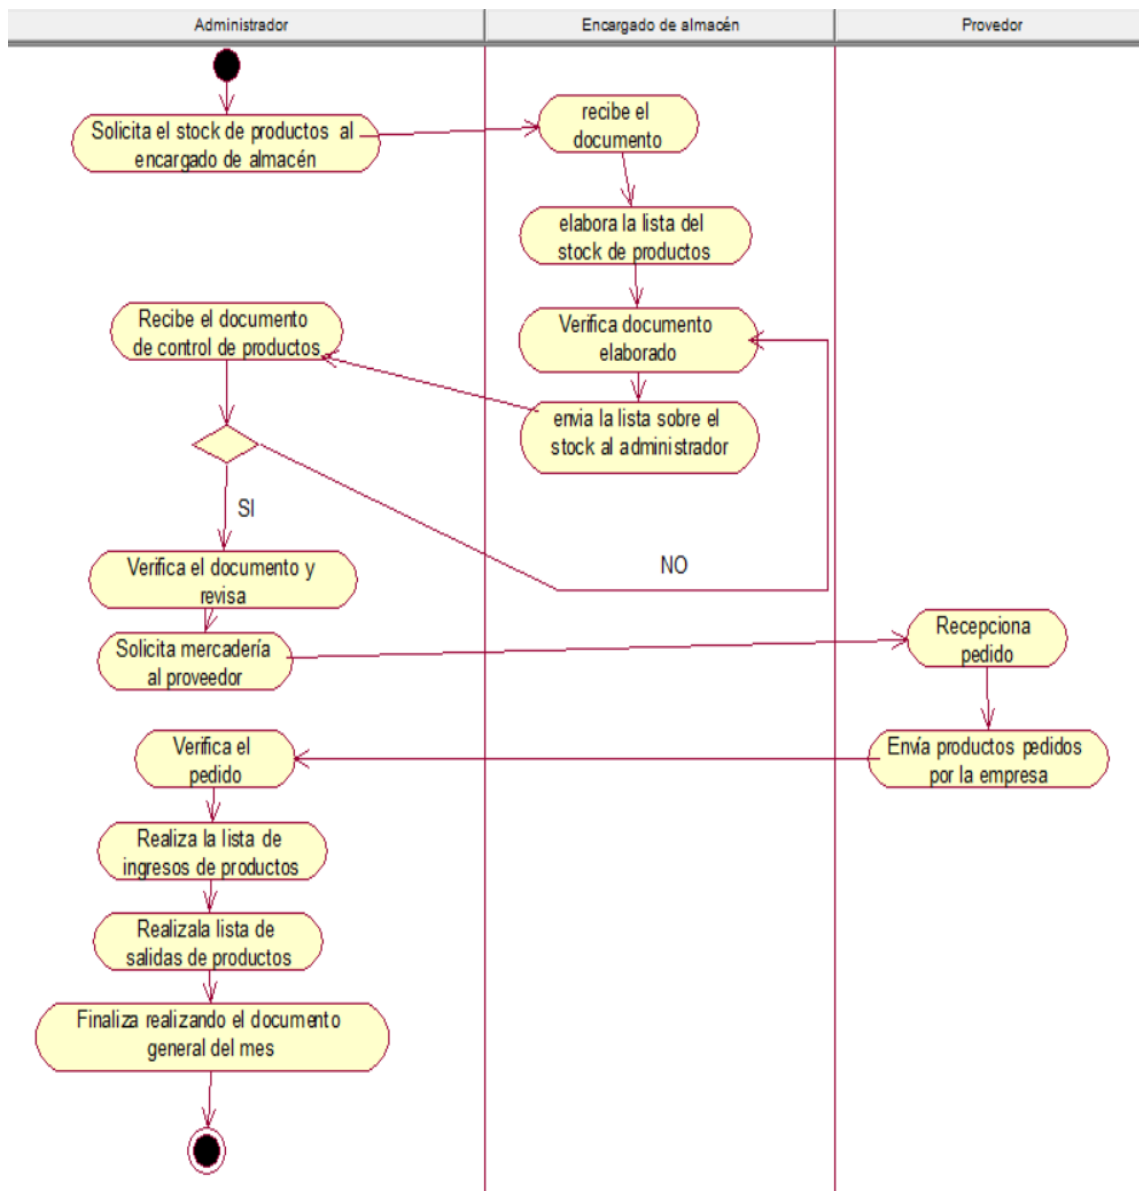 Administrador
Encargado de almacén
Provedor
Solicita el stock de productos al
encargado de almacén
recibe el
documento
elabora la lista del
stock de productos
Recibe el documento
de control de productos
Verifica documento
elaborado
envia la lista sobre el
stock al administrador
SI
NO
Verifica el documento y
revisa
Solicita mercadería
al proveedor
Recepciona
pedido
Verifica el
pedido
Envía productos pedidos
por la empresa
Realiza la lista de
ingresos de productos
Realizala lista de
salidas de productos
Finaliza realizando el documento
general del mes